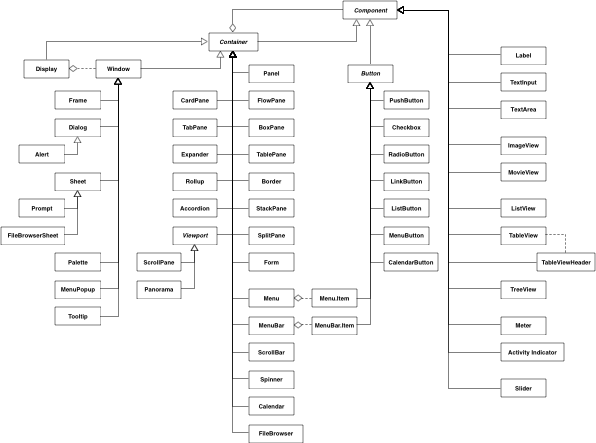 Component
Container
Display
Window
Button
Label
Panel
Frame
CardPane
FlowPane
PushButton
TextInput
TextArea
Dialog
TabPane
BoxPane
Checkbox
ImageView
Alert
Expander
TablePane
RadioButton
MovieView
Sheet
Rollup
Border
LinkButton
Prompt
Accordion
StackPane
ListButton
ListView
FileBrowserSheet
Viewport
SplitPane
MenuButton
TableView
Palette
ScrollPane
Form
CalendarButton
TableViewHeader
MenuPopup
Panorama
TreeView
Menu
Menu.Item
Tooltip
MenuBar
MenuBar.Item
Meter
ScrollBar
Activity Indicator
Spinner
Slider
Calendar
FileBrowser